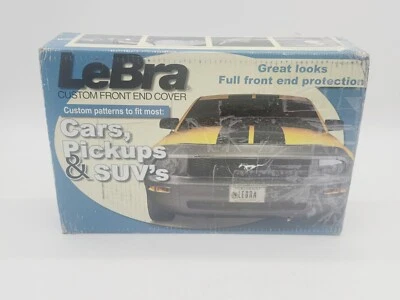 LeBra
CUSTOM FRONT END COVER
Custom patterns to fit most:
Cars,
Pickups
& SUV's
Great looks
Full front end protection
LEBRA